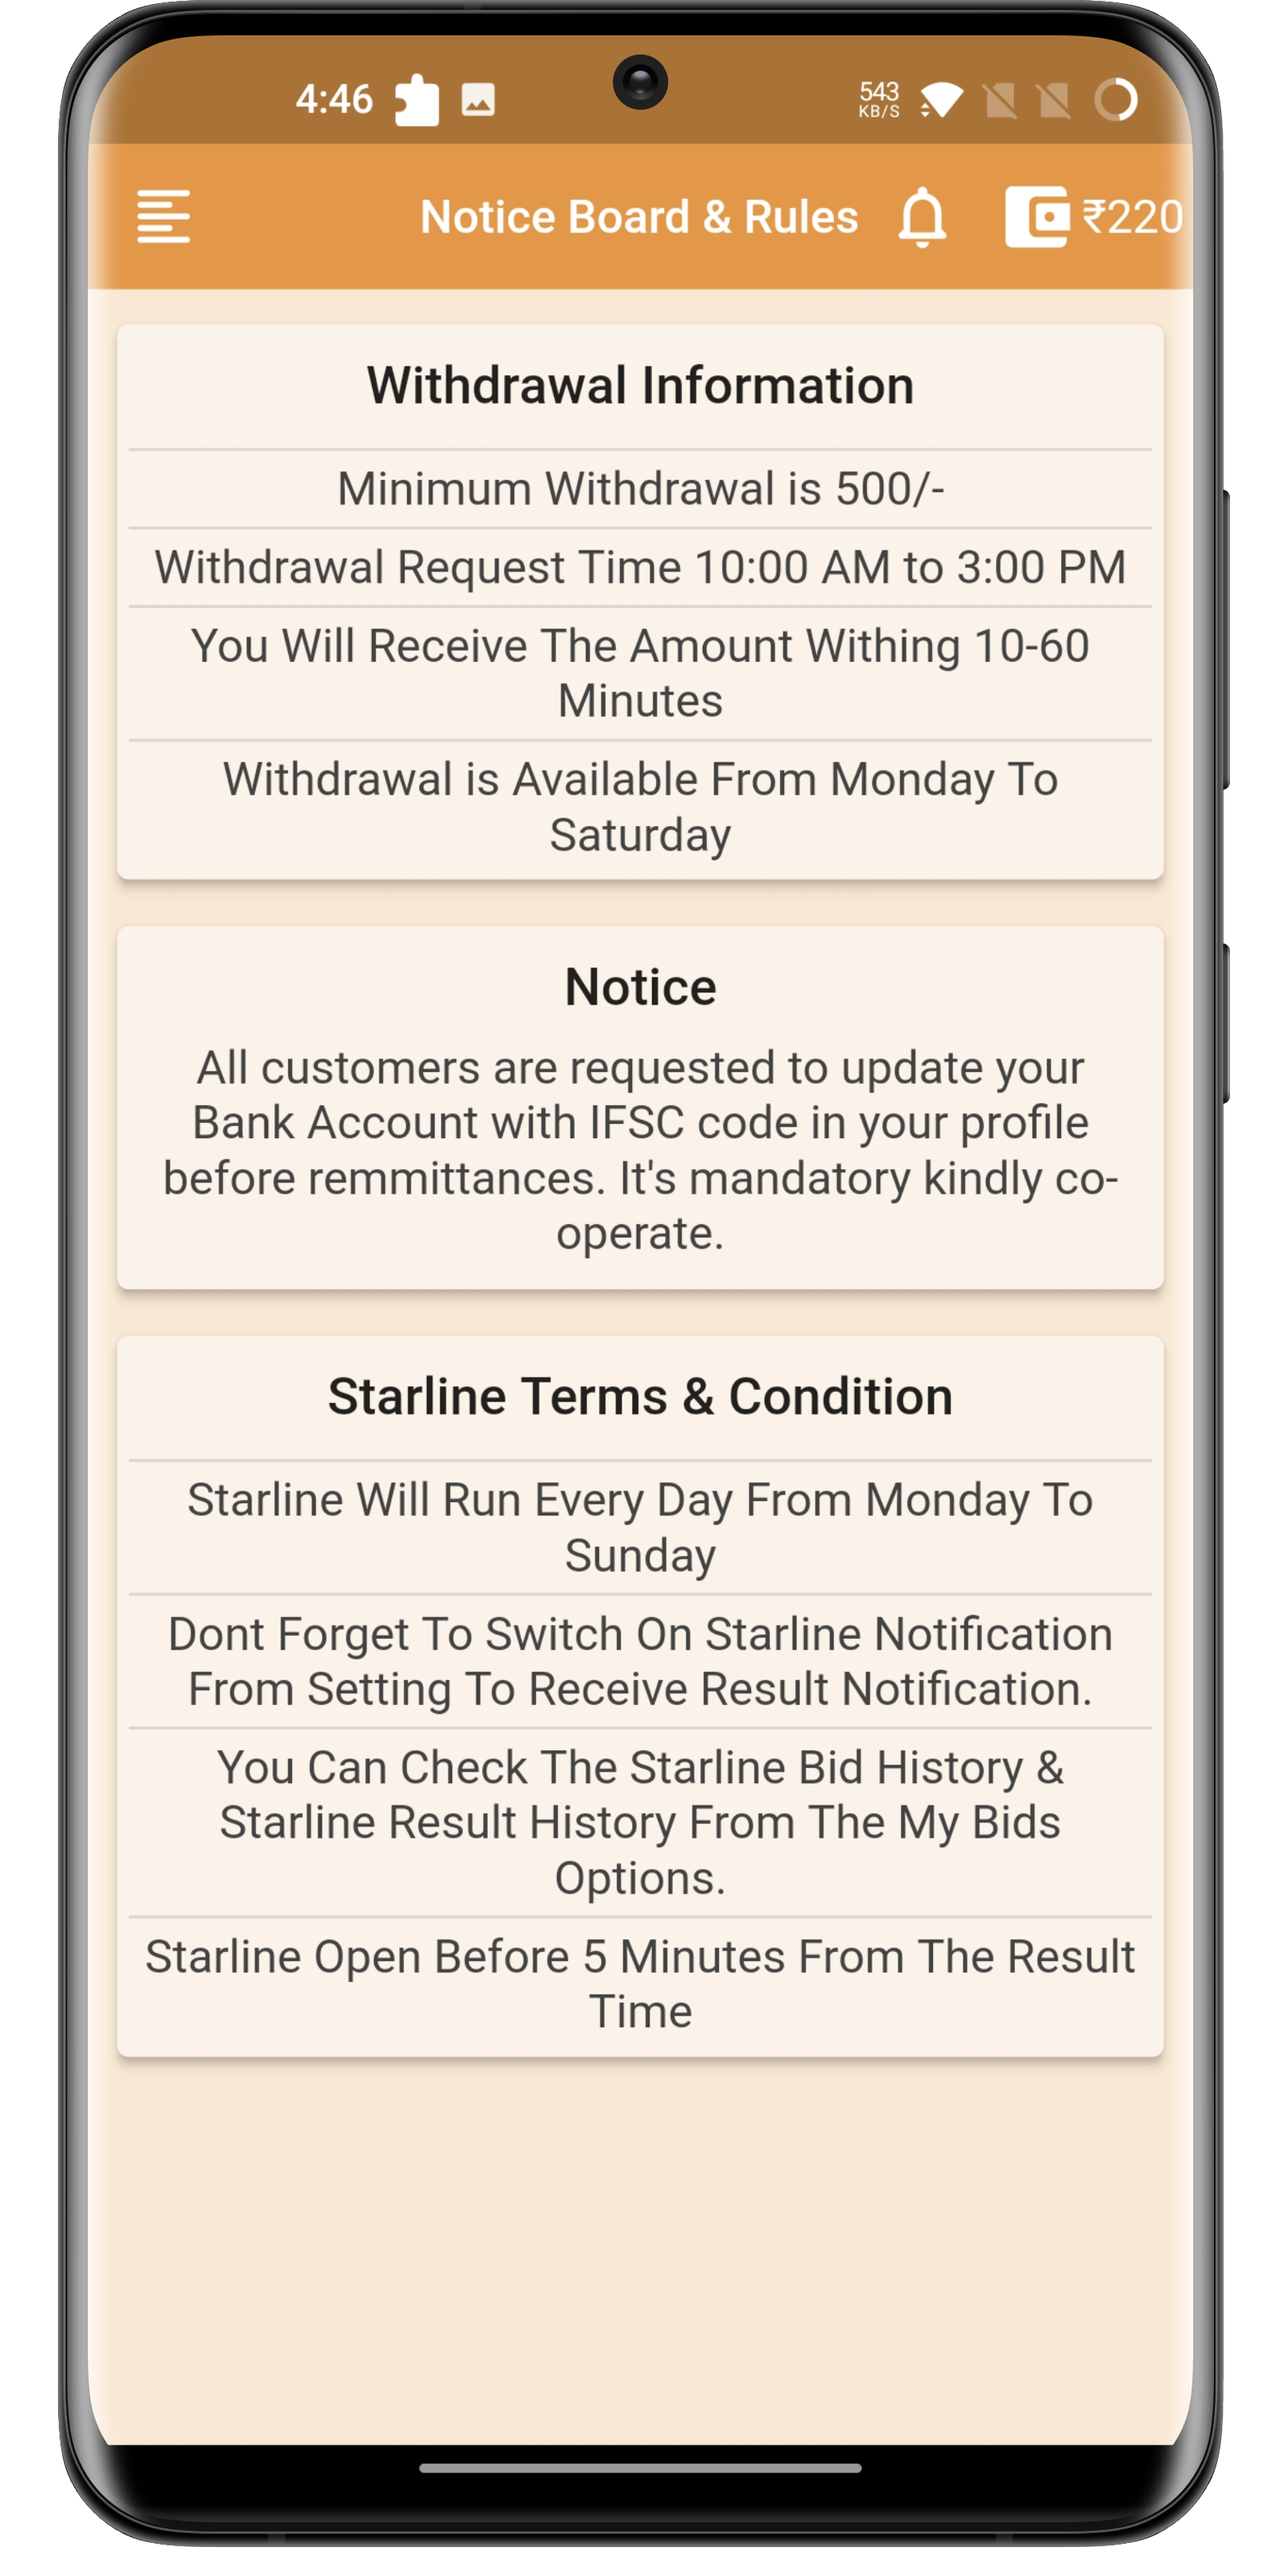 4:46
543
KB/S
Notice Board & Rules
₹220
Withdrawal Information
Minimum Withdrawal is 500/-
Withdrawal Request Time 10:00 AM to 3:00 PM
You Will Receive The Amount Withing 10-60
Minutes
Withdrawal is Available From Monday To
Saturday
Notice
All customers are requested to update your
Bank Account with IFSC code in your profile
before remmittances. It's mandatory kindly co-
operate.
Starline Terms & Condition
Starline Will Run Every Day From Monday To
Sunday
Dont Forget To Switch On Starline Notification
From Setting To Receive Result Notification.
You Can Check The Starline Bid History &
Starline Result History From The My Bids
Options.
Starline Open Before 5 Minutes From The Result
Time